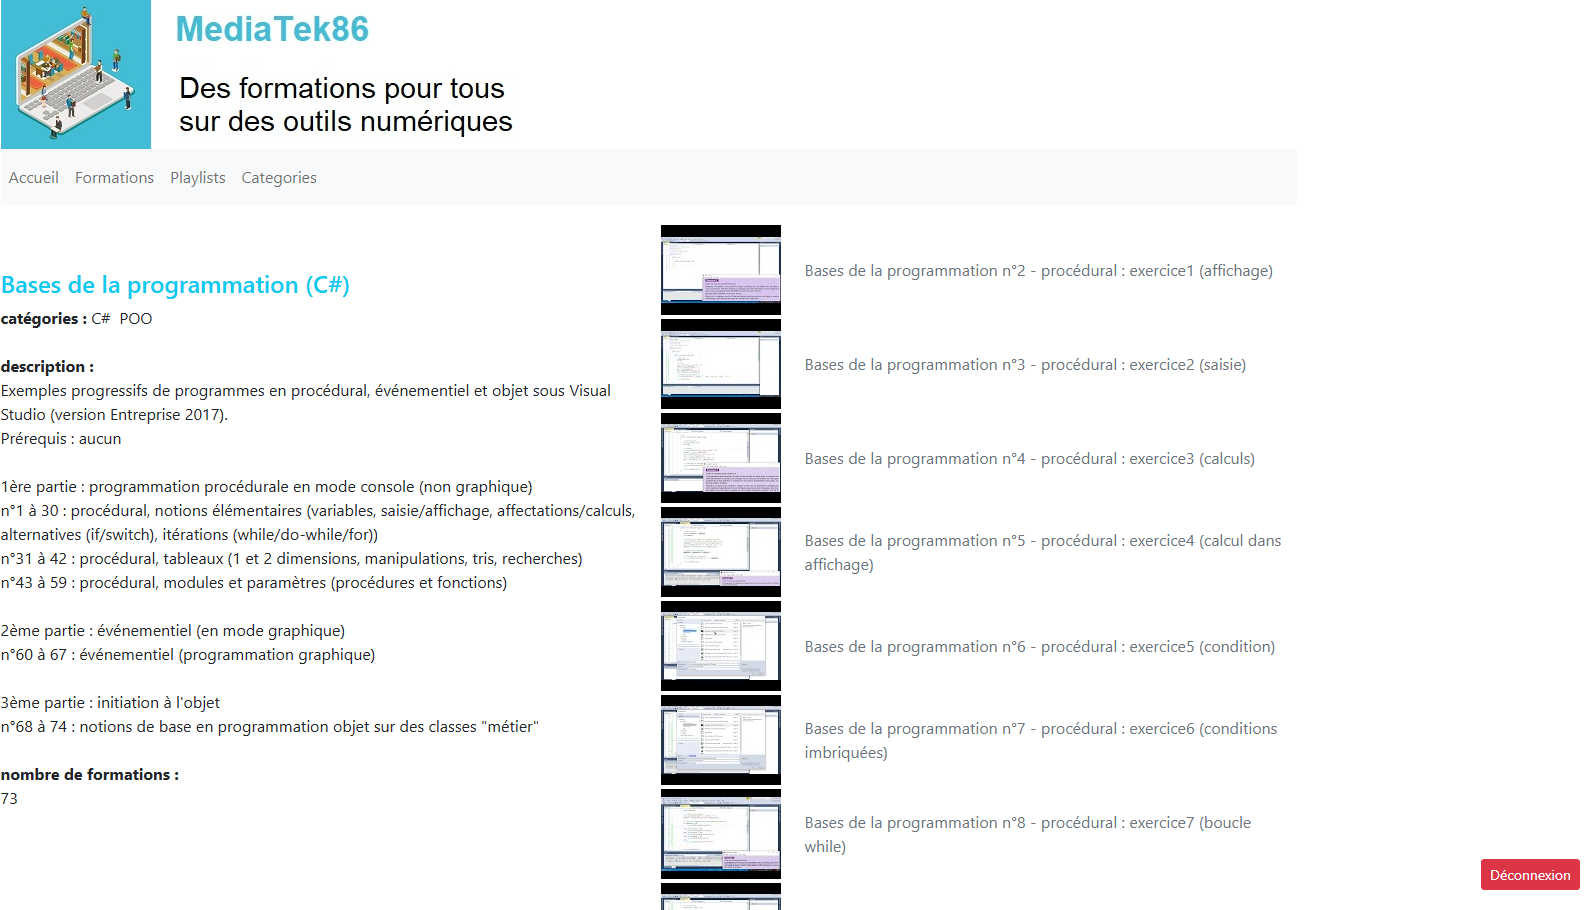 MediaTek86
Des formations pour tous
sur des outils numériques
Accueil Formations Playlists Categories
Bases de la programmation (C#)
catégories : C# POO
description :
Exemples progressifs de programmes en procédural, événementiel et objet sous Visual
Studio (version Entreprise 2017).
Prérequis : aucun
1ère partie : programmation procédurale en mode console (non graphique)
n°1 à 30 : procédural, notions élémentaires (variables, saisie/affichage, affectations/calculs,
alternatives (if/switch), itérations (while/do-while/for))
n°31 à 42 : procédural, tableaux (1 et 2 dimensions, manipulations, tris, recherches)
n°43 à 59 : procédural, modules et paramètres (procédures et fonctions)
2ème partie : événementiel (en mode graphique)
n°60 à 67 : événementiel (programmation graphique)
3ème partie : initiation à l'objet
n°68 à 74 : notions de base en programmation objet sur des classes "métier"
nombre de formations :
73
Bases de la programmation n°2 - procédural : exercice1 (affichage)
Bases de la programmation n°3 - procédural : exercice2 (saisie)
Bases de la programmation n°4 - procédural : exercice3 (calculs)
Bases de la programmation n°5 - procédural : exercice4 (calcul dans
affichage)
Bases de la programmation n°6 - procédural : exercice5 (condition)
Bases de la programmation n°7 - procédural : exercice6 (conditions
imbriquées)
Bases de la programmation n°8 - procédural : exercice7 (boucle
while)
Déconnexion